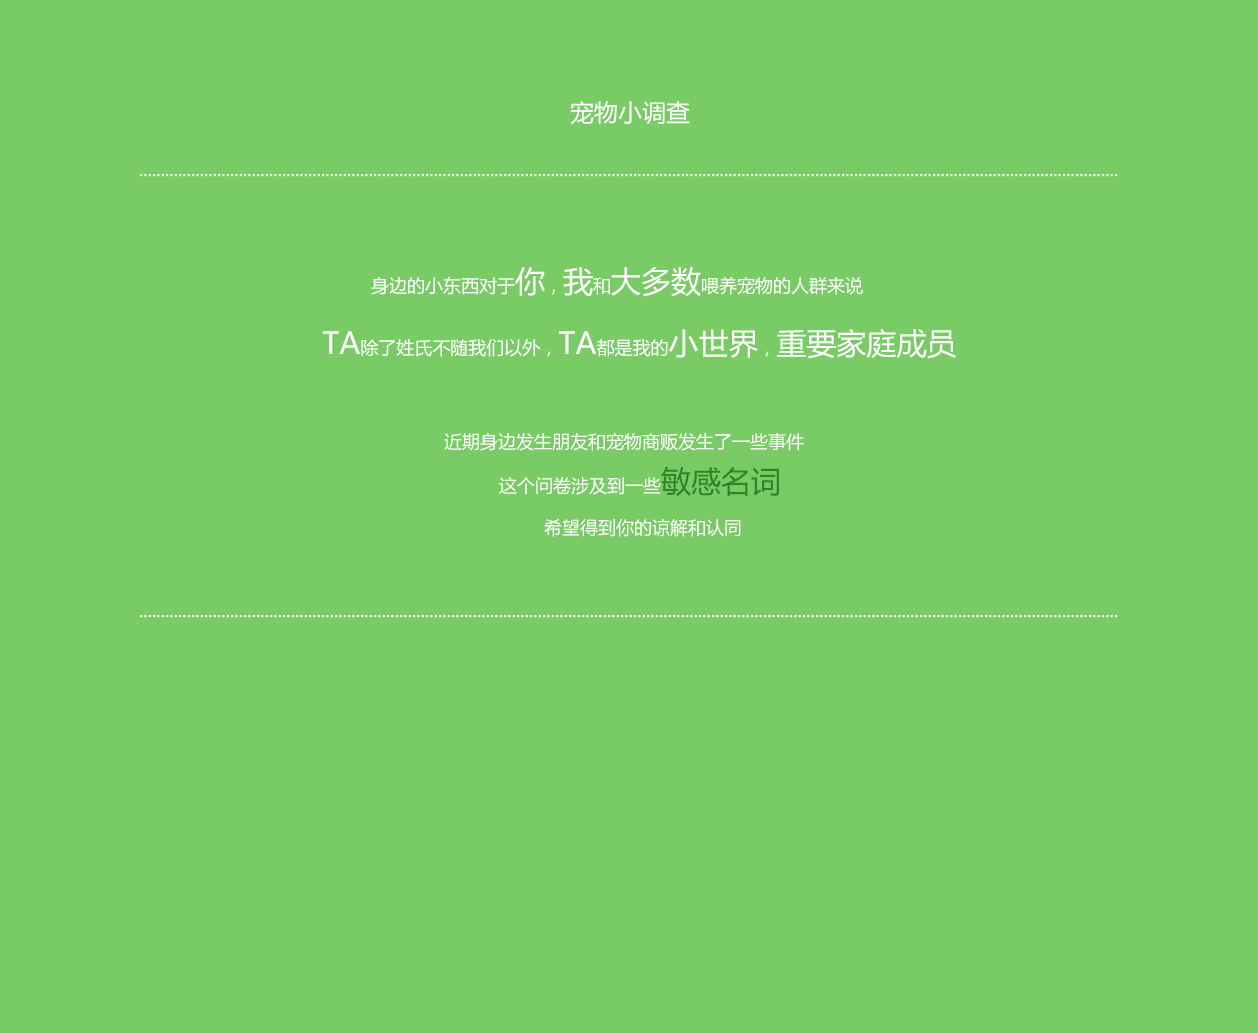 宠物小调查
身边的小东西对于你，我和大多数喂养宠物的人群来说
TA除了姓氏不随我们以外，TA都是我的小世界，重要家庭成员
近期身边发生朋友和宠物商贩发生了一些事件
这个问卷涉及到一些敏感名词
希望得到你的谅解和认同